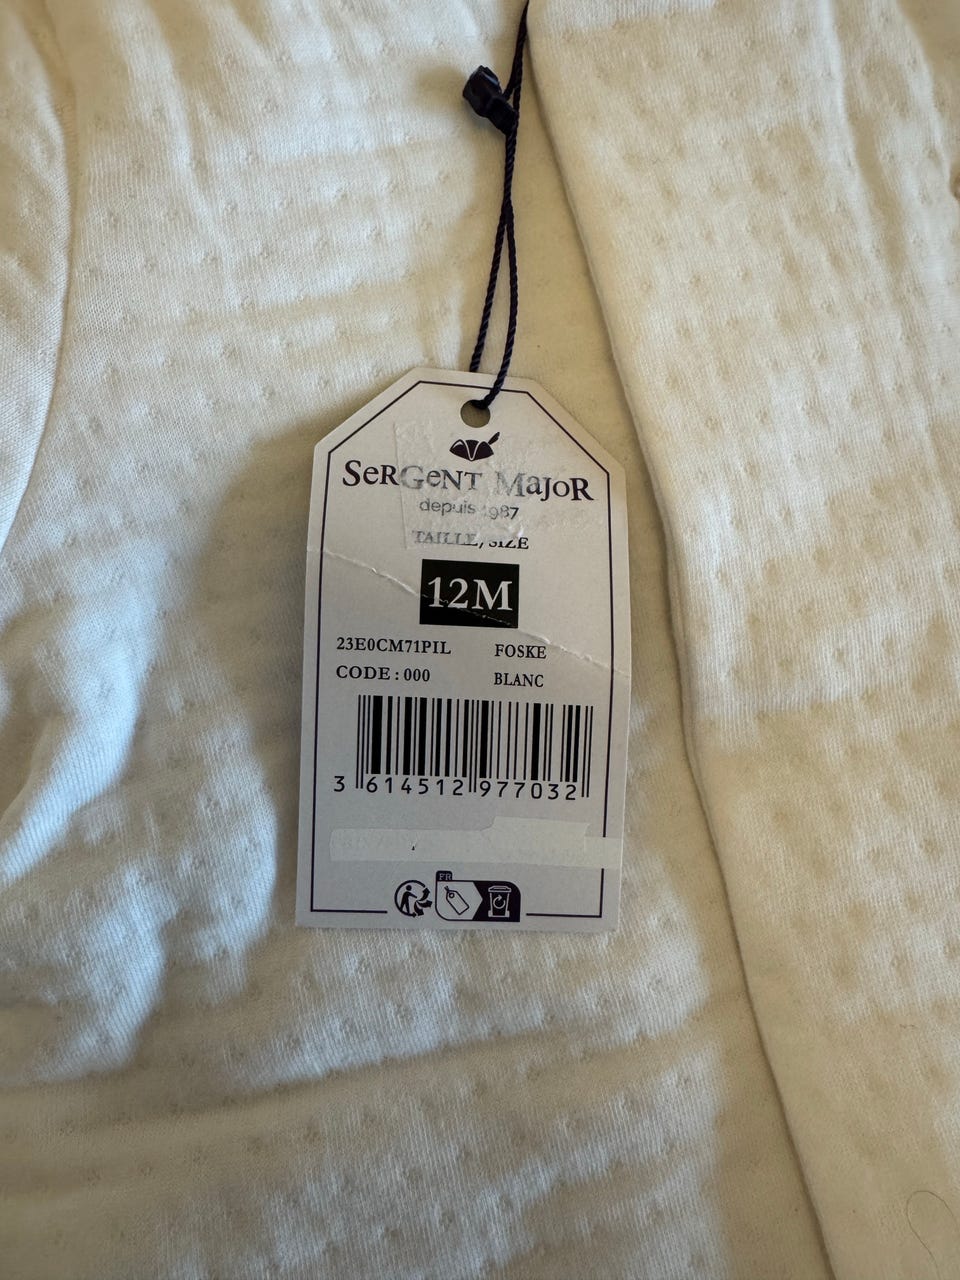 SERGENT MAJOR
depuis 1987
TAILLE/SIZE
12M
23E0CM71PIL FOSKE
CODE : 000 BLANC
3 614512 977032
FR